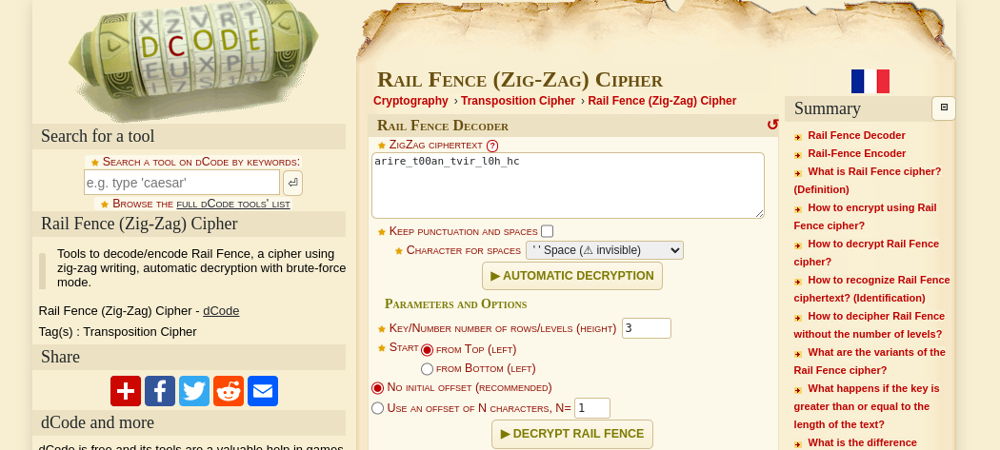 DCODE
Search for a tool
Search a tool on dCode by keywords:
e.g. type 'caesar'
Browse the full dCode tools' list
Rail Fence (Zig-Zag) Cipher
Tools to decode/encode Rail Fence, a cipher using
zig-zag writing, automatic decryption with brute-force
mode.
Rail Fence (Zig-Zag) Cipher - dCode
Tag(s) : Transposition Cipher
Share
dCode and more
dCode is free and its tools are a valuable help in games,
Rail Fence (Zig-Zag) Cipher
Cryptography › Transposition Cipher › Rail Fence (Zig-Zag) Cipher
Rail Fence Decoder
ZigZag ciphertext ?
arire_t00an_tvir_l0h_hc
Keep punctuation and spaces
Character for spaces ' ' Space (⚠ invisible)
▶ AUTOMATIC DECRYPTION
Parameters and Options
Key/Number number of rows/levels (height) 3
Start from Top (left)
from Bottom (left)
No initial offset (recommended)
Use an offset of N characters, N= 1
▶ DECRYPT RAIL FENCE
Summary
Rail Fence Decoder
Rail-Fence Encoder
What is Rail Fence cipher?
(Definition)
How to encrypt using Rail
Fence cipher?
How to decrypt Rail Fence
cipher?
How to recognize Rail Fence
ciphertext? (Identification)
How to decipher Rail Fence
without the number of levels?
What are the variants of the
Rail Fence cipher?
What happens if the key is
greater than or equal to the
length of the text?
What is the difference